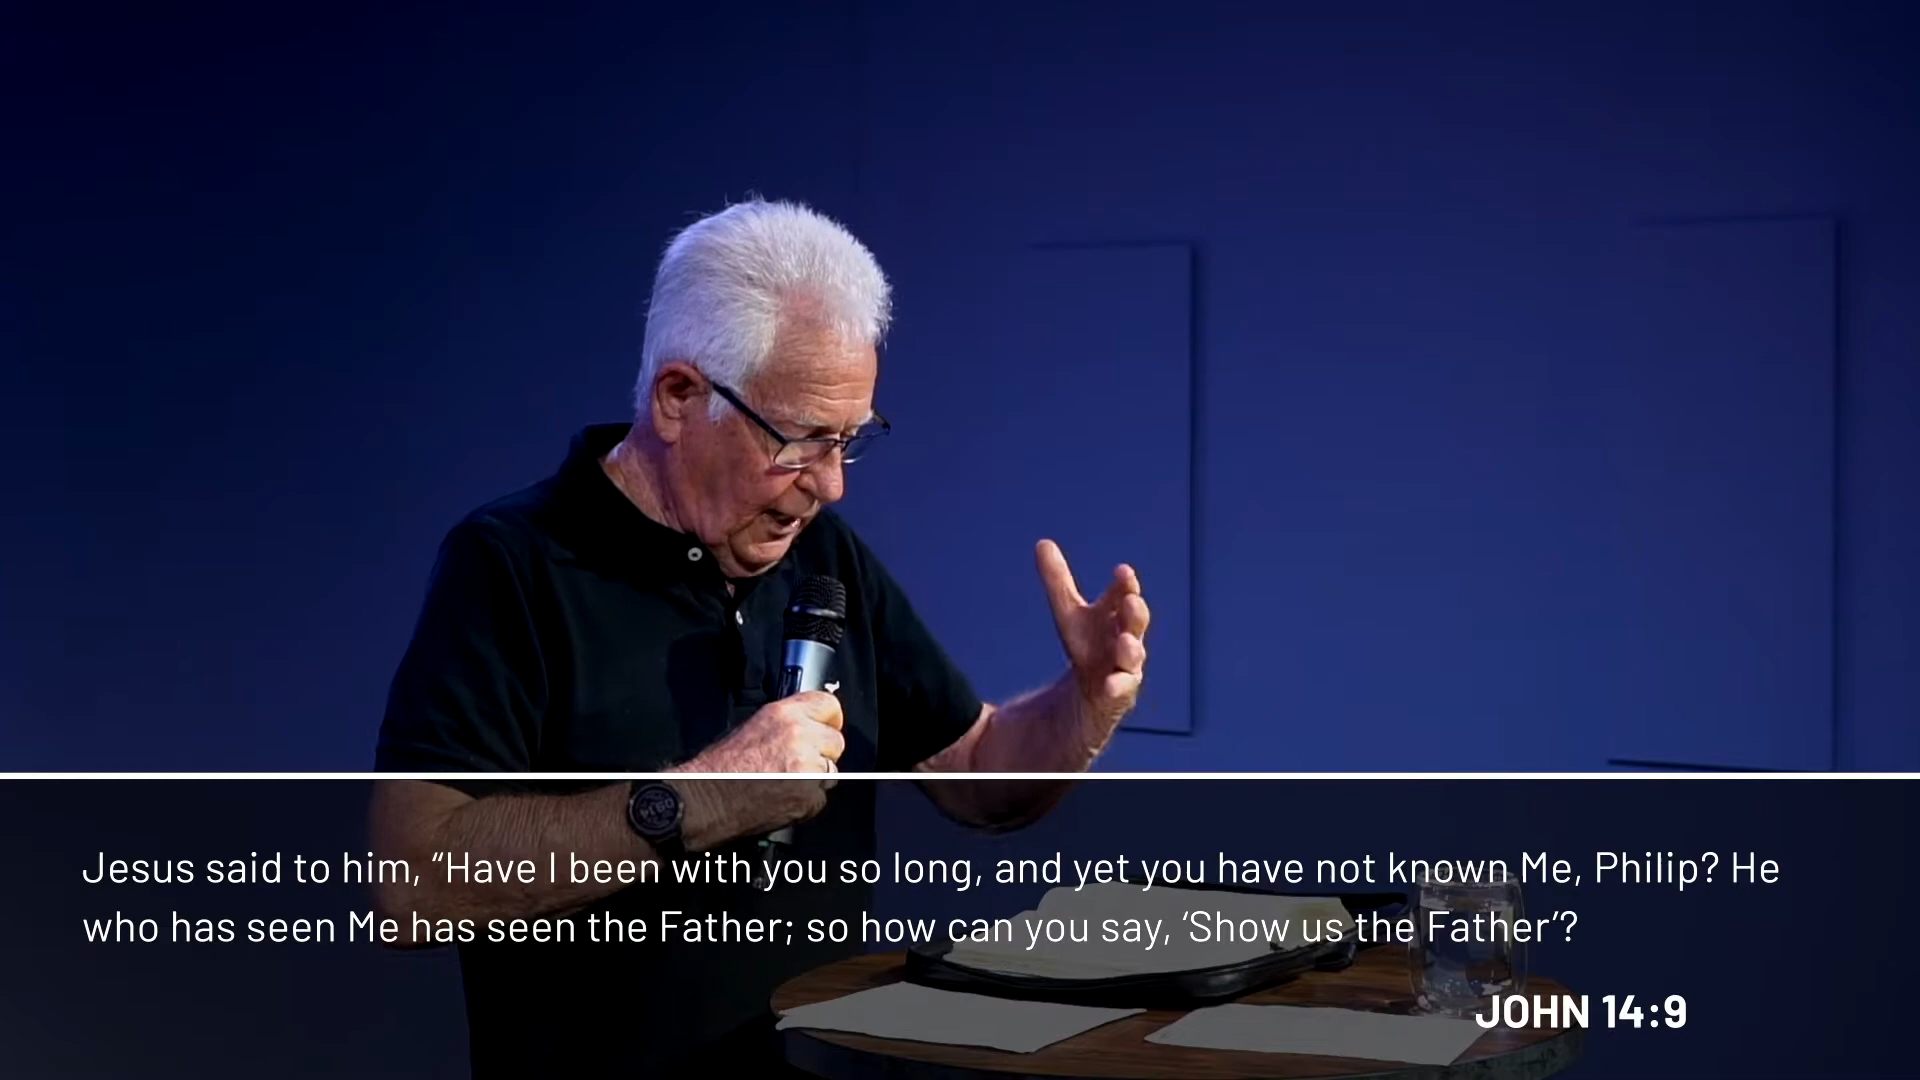 Jesus said to him, “Have I been with you so long, and yet you have not known Me, Philip? He
who has seen Me has seen the Father; so how can you say, ‘Show us the Father’?
JOHN 14:9